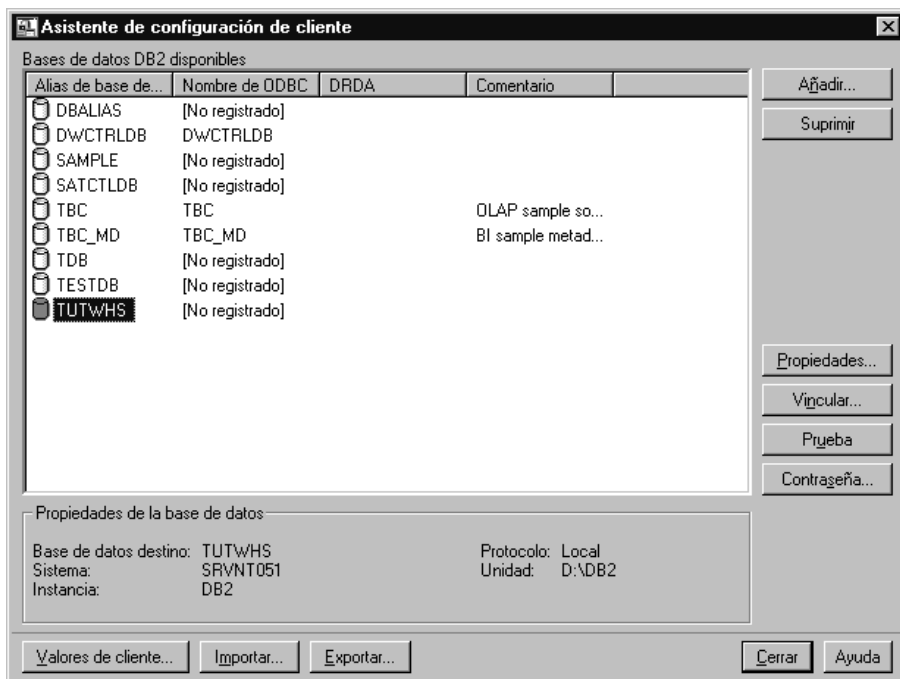 Asistente de configuración de cliente
Bases de datos DB2 disponibles
Alias de base de... Nombre de ODBC DRDA Comentario
DBALIAS [No registrado]
DWCTRLDB DWCTRLDB
SAMPLE [No registrado]
SATCTLDB [No registrado]
TBC TBC OLAP sample so...
TBC_MD TBC_MD BI sample metad...
TDB [No registrado]
TESTDB [No registrado]
TUTWHS [No registrado]
Añadir...
Suprimir
Propiedades...
Vincular...
Prueba
Contraseña...
Propiedades de la base de datos
Base de datos destino: TUTWHS Protocolo: Local
Sistema: SRVNT051 Unidad: D:\DB2
Instancia: DB2
Valores de cliente... Importar... Exportar... Cerrar Ayuda